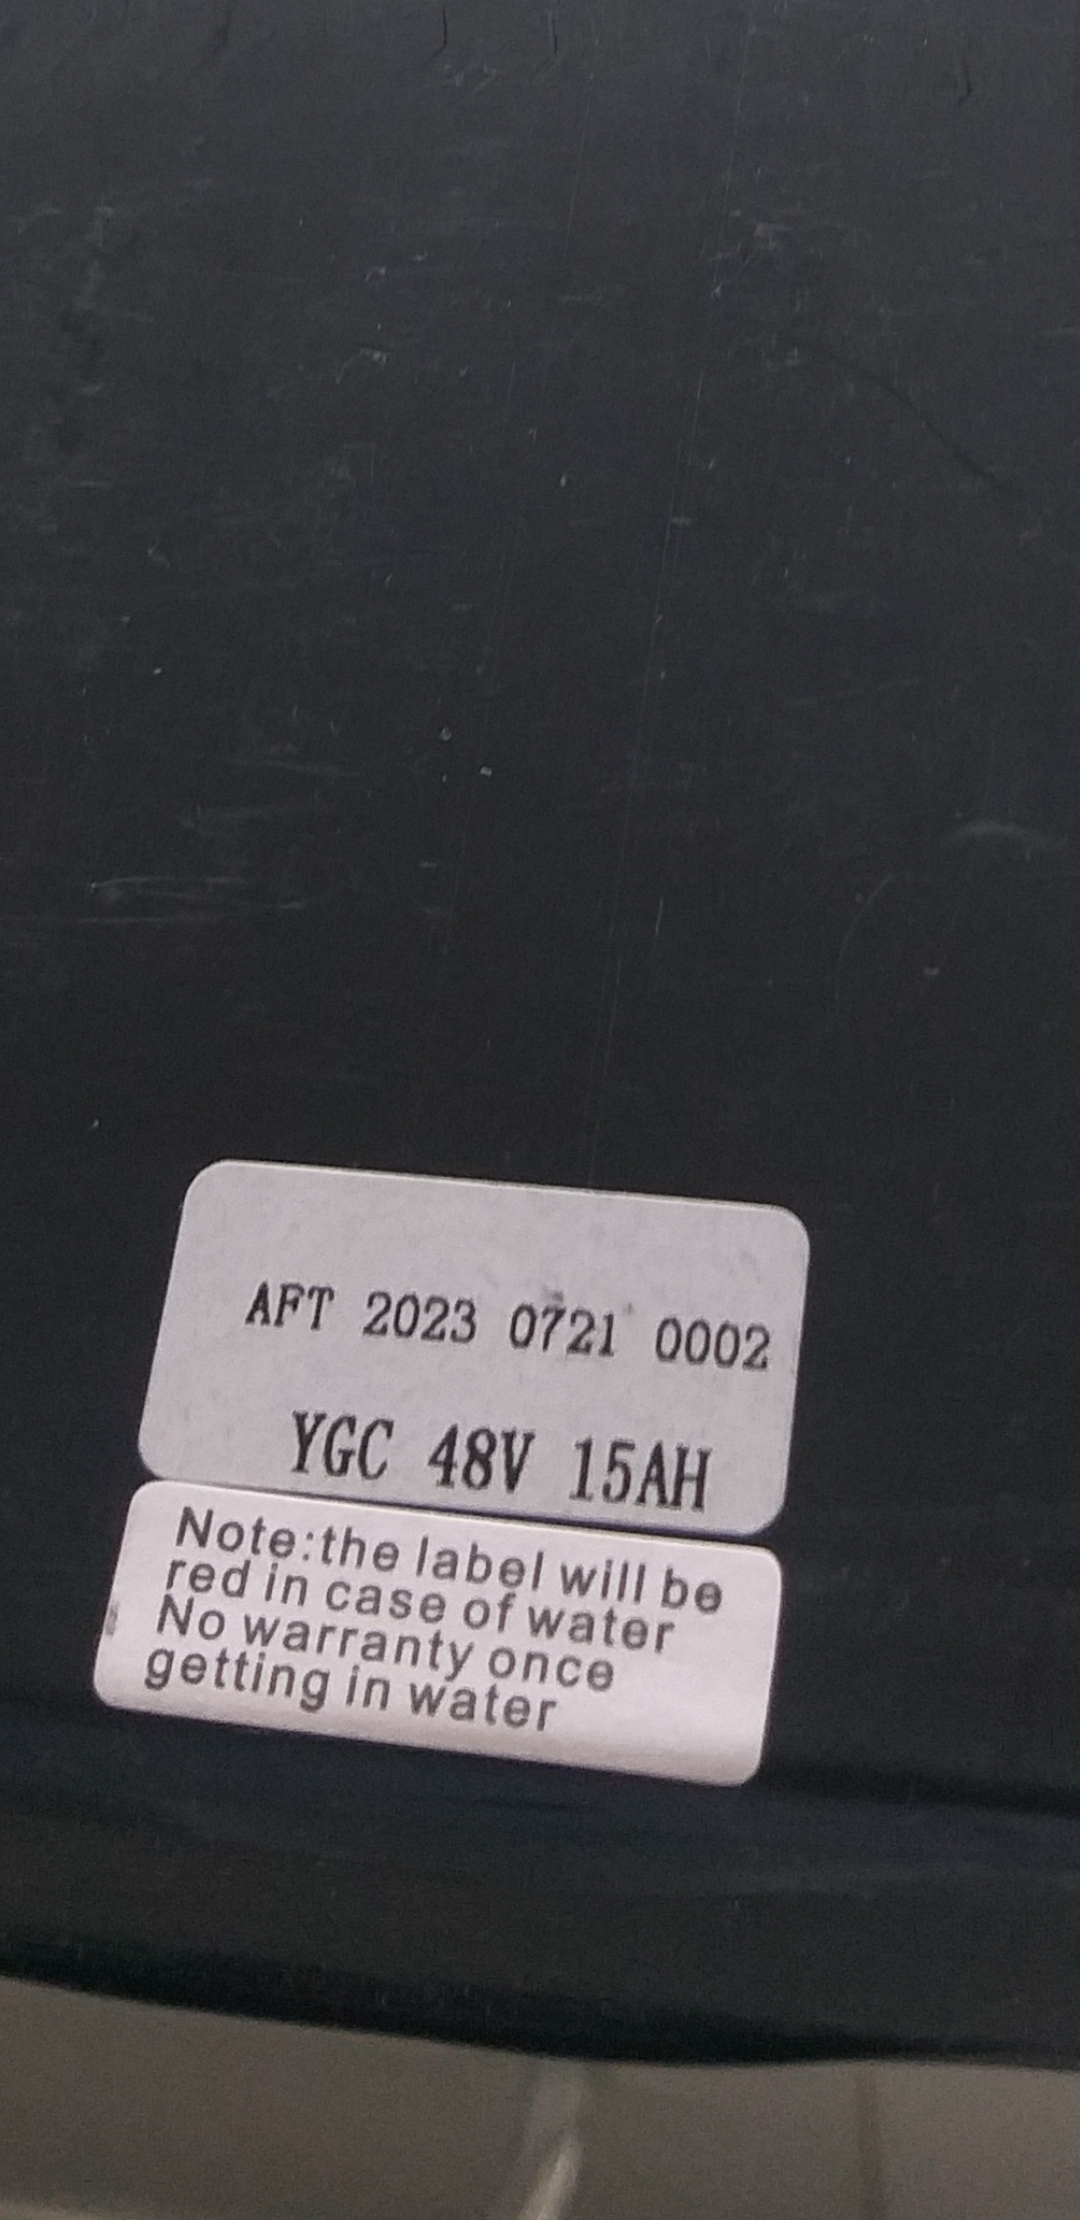 AFT 2023 0721 0002
YGC 48V 15AH
Note:the label will be
red in case of water
No warranty once
getting in water